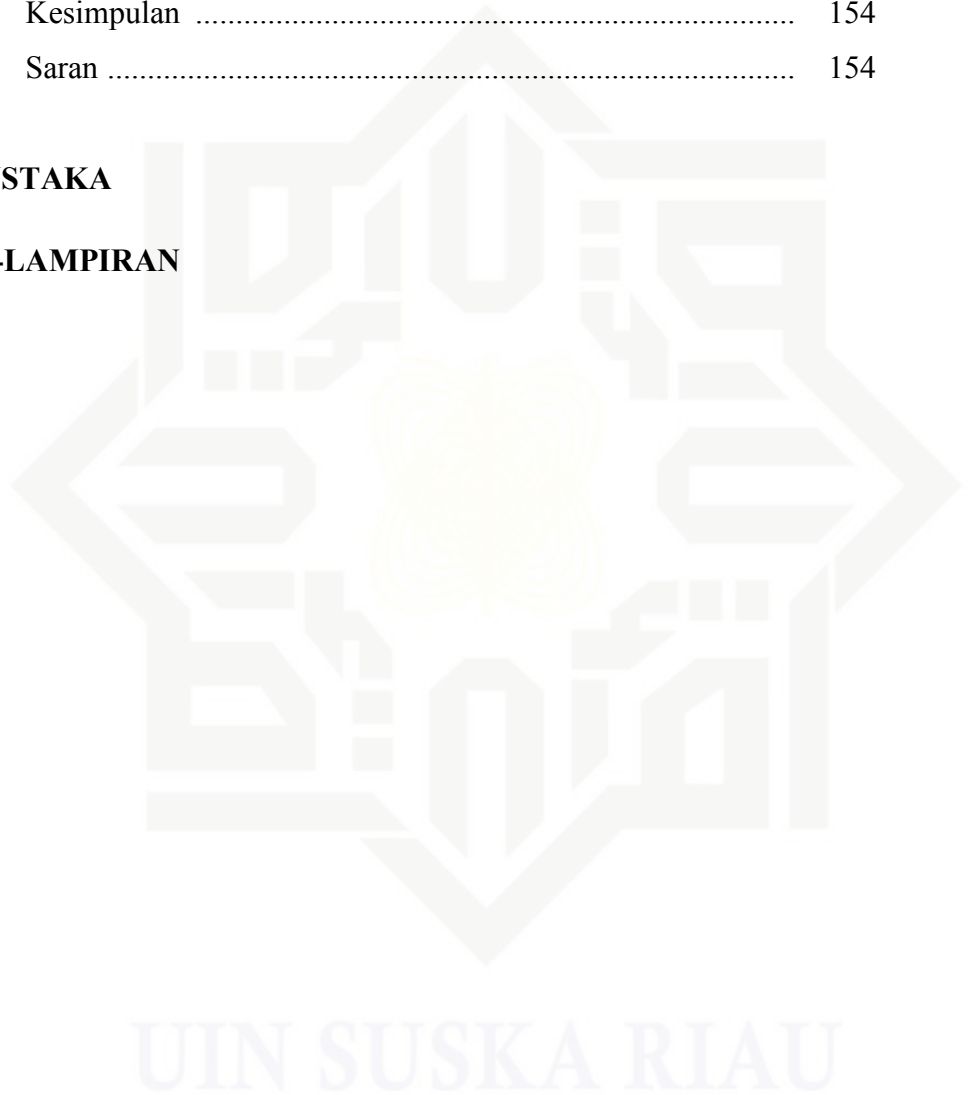 Kesimpulan ........................................................................... 154
Saran ...................................................................................... 154
STAKA
-LAMPIRAN
UIN SUSKA RIAU